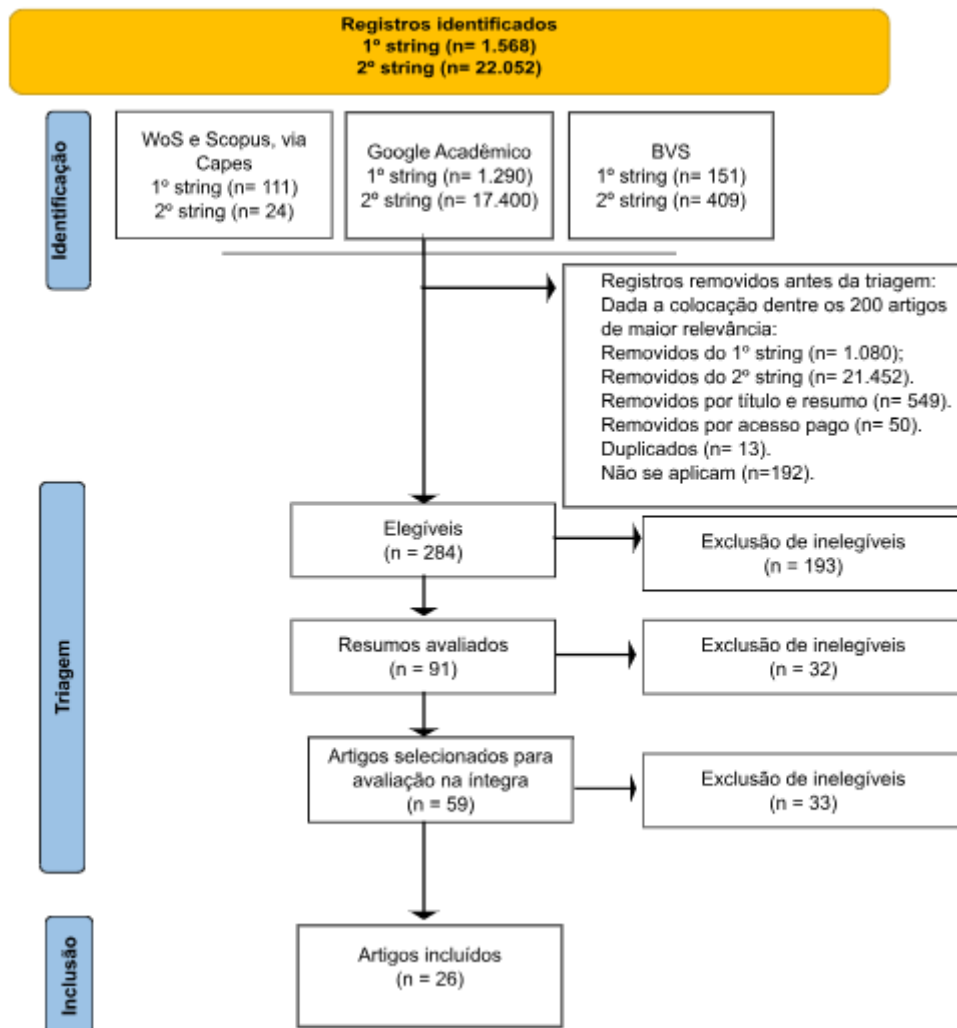 Registros identificados
1º string (n= 1.568)
2º string (n= 22.052)
Identificação
WoS e Scopus, via
Capes
1º string (n= 111)
2º string (n= 24)
Google Acadêmico
1º string (n= 1.290)
2º string (n= 17.400)
BVS
1º string (n= 151)
2º string (n= 409)
Registros removidos antes da triagem:
Dada a colocação dentre os 200 artigos
de maior relevância:
Removidos do 1º string (n= 1.080);
Removidos do 2º string (n= 21.452).
Removidos por título e resumo (n= 549).
Removidos por acesso pago (n= 50).
Duplicados (n= 13).
Não se aplicam (n=192).
Triagem
Elegíveis
(n = 284)
Exclusão de inelegíveis
(n = 193)
Resumos avaliados
(n = 91)
Exclusão de inelegíveis
(n = 32)
Artigos selecionados para
avaliação na íntegra
(n = 59)
Exclusão de inelegíveis
(n = 33)
Inclusão
Artigos incluídos
(n = 26)